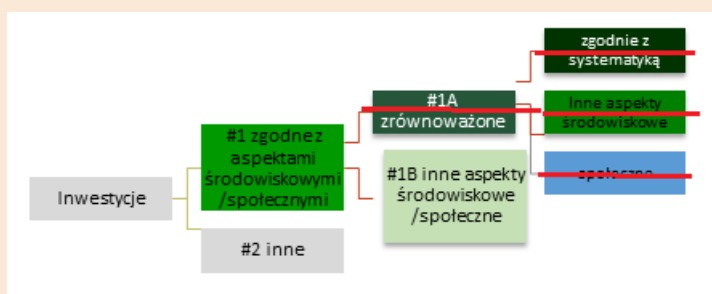 Inwestycje
#1 zgodne z
aspektami
środowiskowymi
/społecznymi
#2 inne
#1A
zrównoważone
#1B inne aspekty
środowiskowe
/społeczne
zgodnie z
systematyką
Inne aspekty
środowiskowe
społeczne